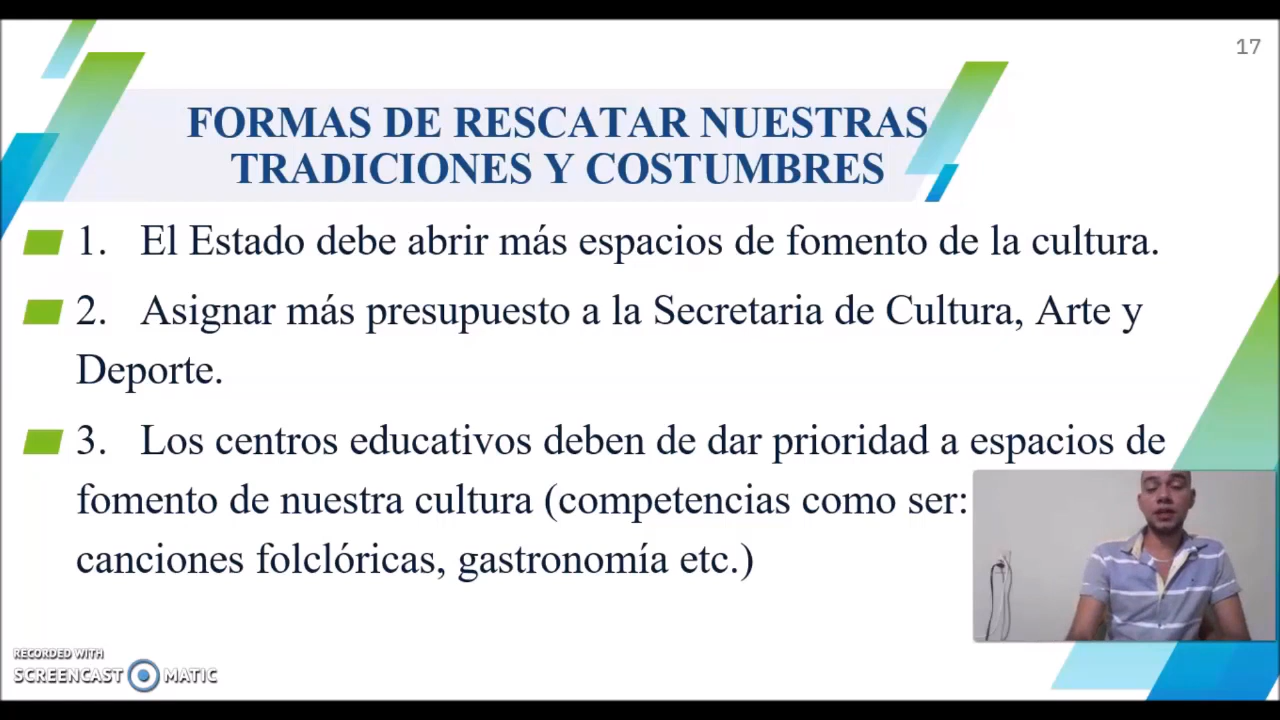 17
FORMAS DE RESCATAR NUESTRAS
TRADICIONES Y COSTUMBRES
1. El Estado debe abrir más espacios de fomento de la cultura.
2. Asignar más presupuesto a la Secretaria de Cultura, Arte y
Deporte.
3. Los centros educativos deben de dar prioridad a espacios de
fomento de nuestra cultura (competencias como ser:
canciones folclóricas, gastronomía etc.)
RECORDED WITH
SCREENCAST MATIC